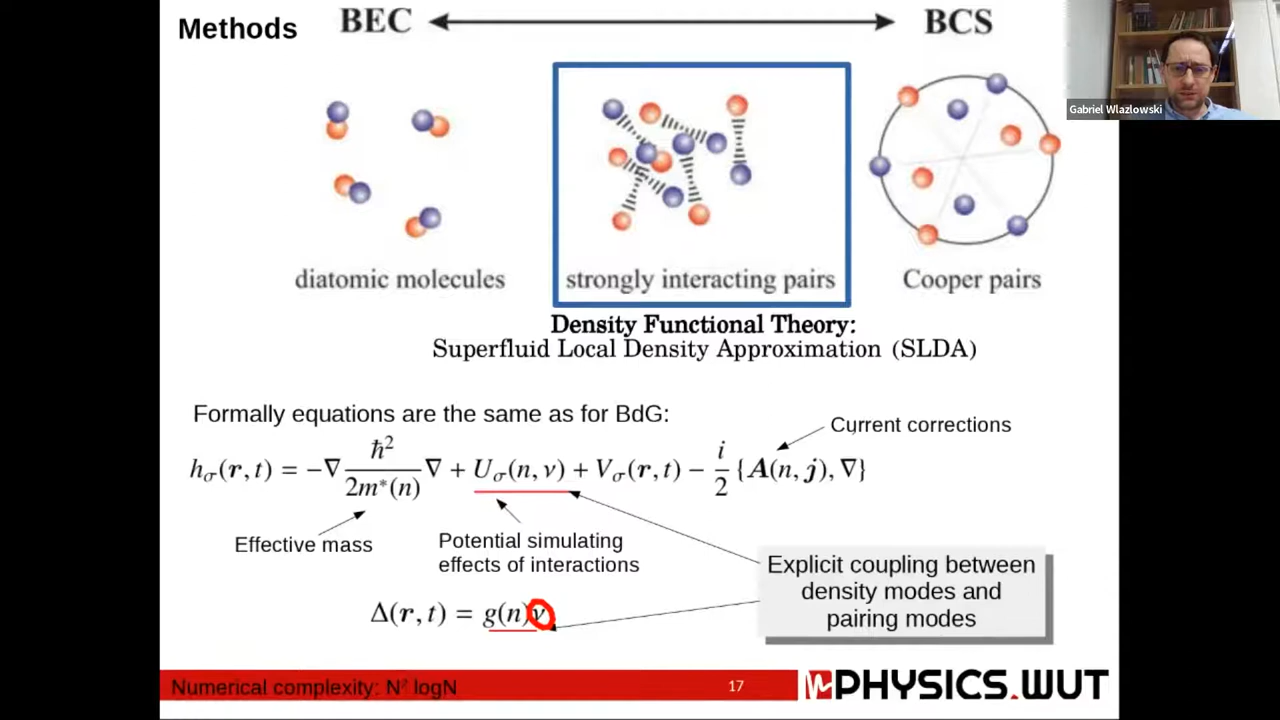 Methods
BEC
BCS
Gabriel Wlazlowski
diatomic molecules
strongly interacting pairs
Cooper pairs
Density Functional Theory:
Superfluid Local Density Approximation (SLDA)
Formally equations are the same as for BdG:
Current corrections
h_σ(r, t) = −∇ ħ²/2m*(n) ∇ + U_σ(n, ν) + V_σ(r, t) − i/2 {A(n, j), ∇}
Effective mass
Potential simulating
effects of interactions
Explicit coupling between
density modes and
pairing modes
Δ(r, t) = g(n)ν
Numerical complexity: N² logN
17
PHYSICS.WUT